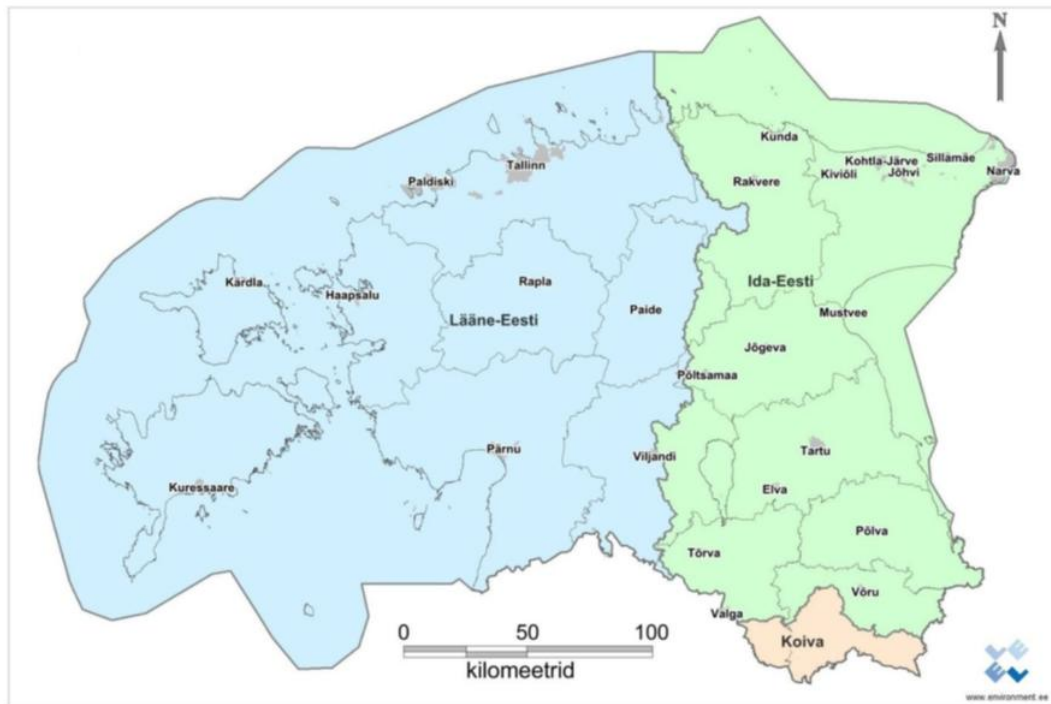 N
Kunda
Tallinn
Kohtla-Järve
Sillämäe
Paldiski
Rakvere
Kiviõli
Jõhvi
Narva
Kärdla
Rapla
Ida-Eesti
Haapsalu
Paide
Mustvee
Lääne-Eesti
Jõgeva
Põltsamaa
Pärnu
Viljandi
Tartu
Kuressaare
Elva
Põlva
Tõrva
Võru
Valga
0 50 100
Koiva
kilomeetrid
www.environment.ee